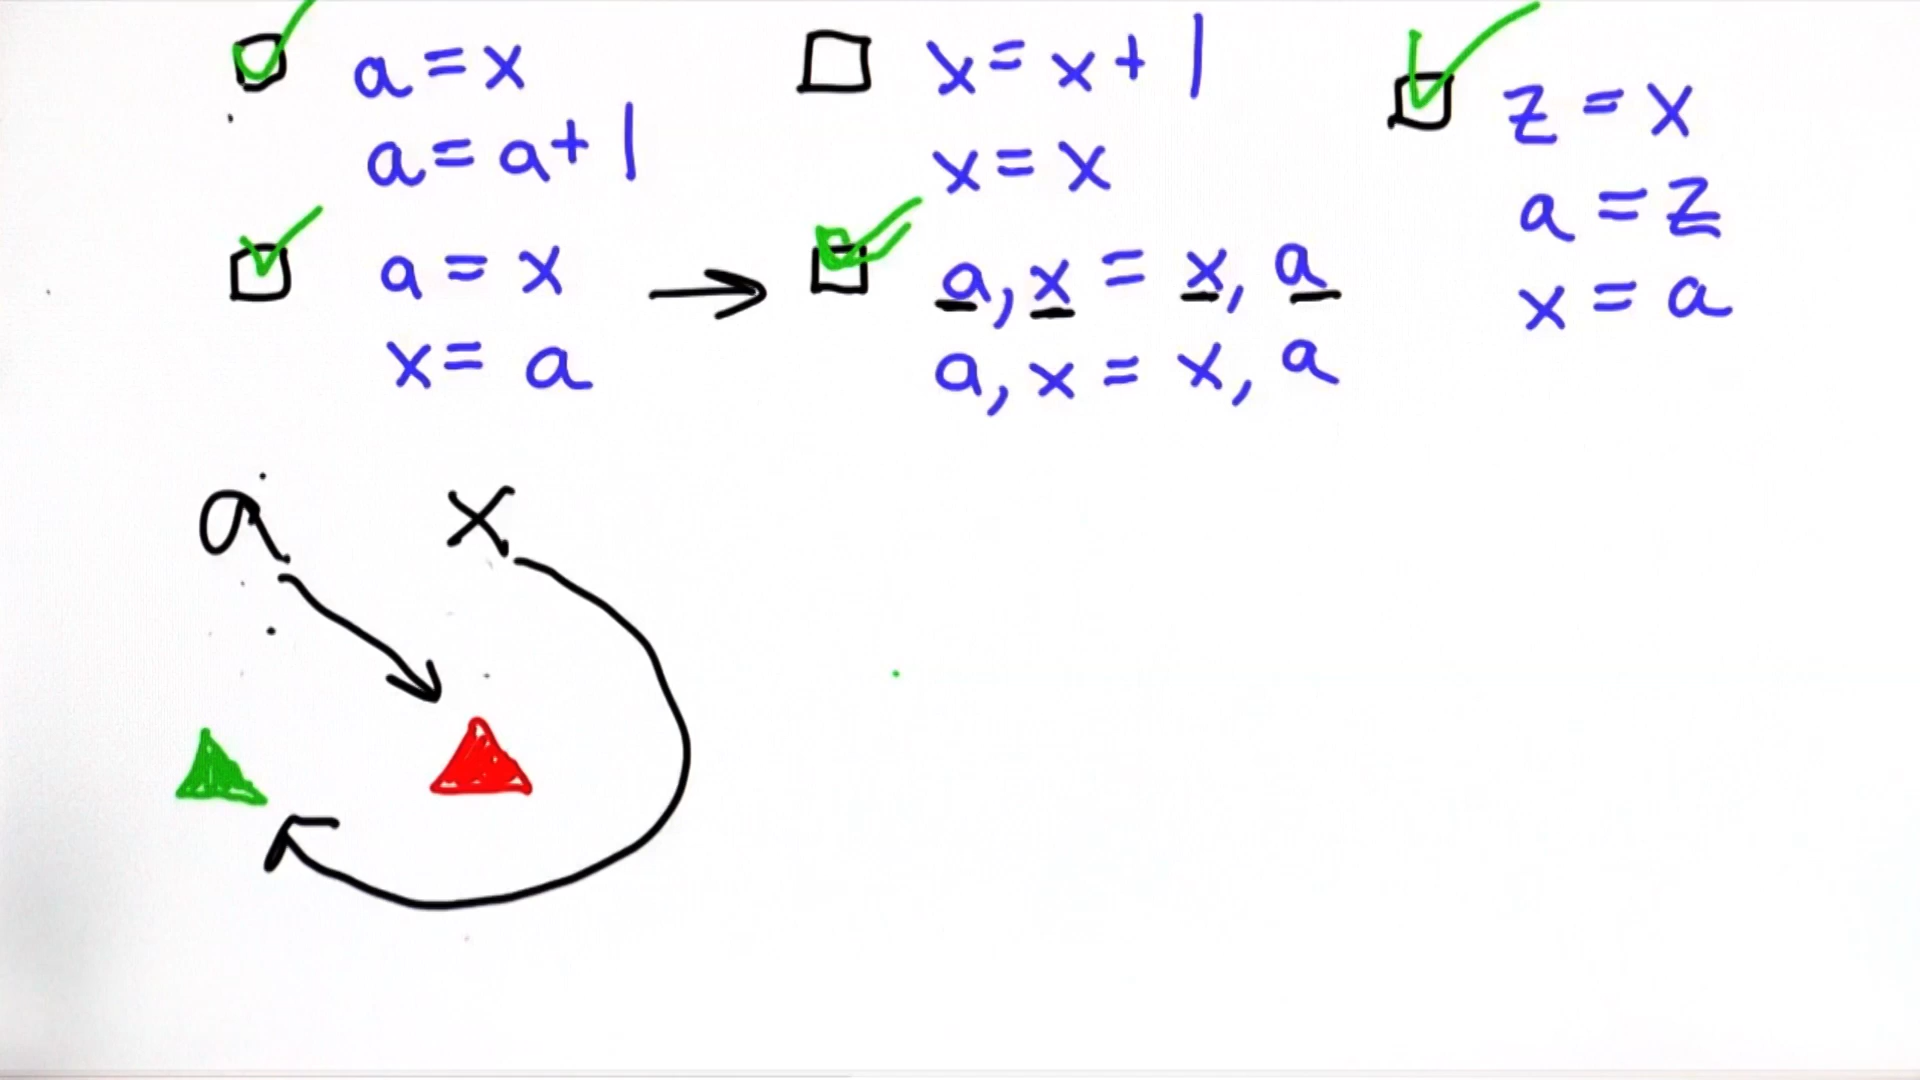 a = x
a = a + 1
a = x
x = a
x = x + 1
x = x
a, x = x, a
a, x = x, a
z = x
a = z
x = a
a x